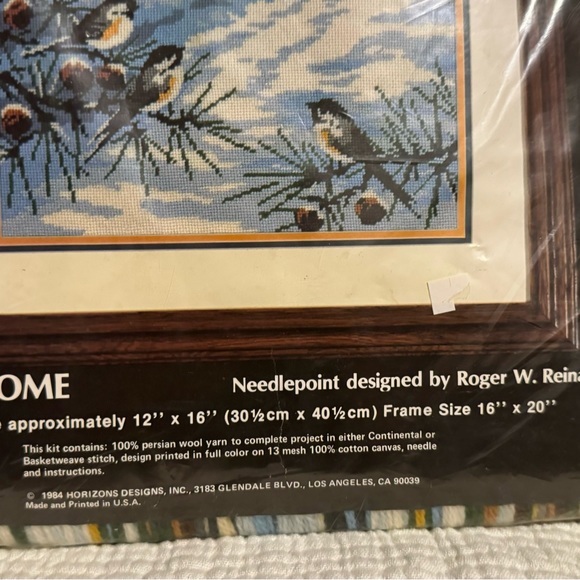 OME
Needlepoint designed by Roger W. Reina
approximately 12’’ x 16’’ (30½cm x 40½cm) Frame Size 16’’ x 20’’
This kit contains: 100% persian wool yarn to complete project in either Continental or
Basketweave stitch, design printed in full color on 13 mesh 100% cotton canvas, needle
and instructions.
© 1984 HORIZONS DESIGNS, INC., 3183 GLENDALE BLVD., LOS ANGELES, CA 90039
Made and Printed in U.S.A.